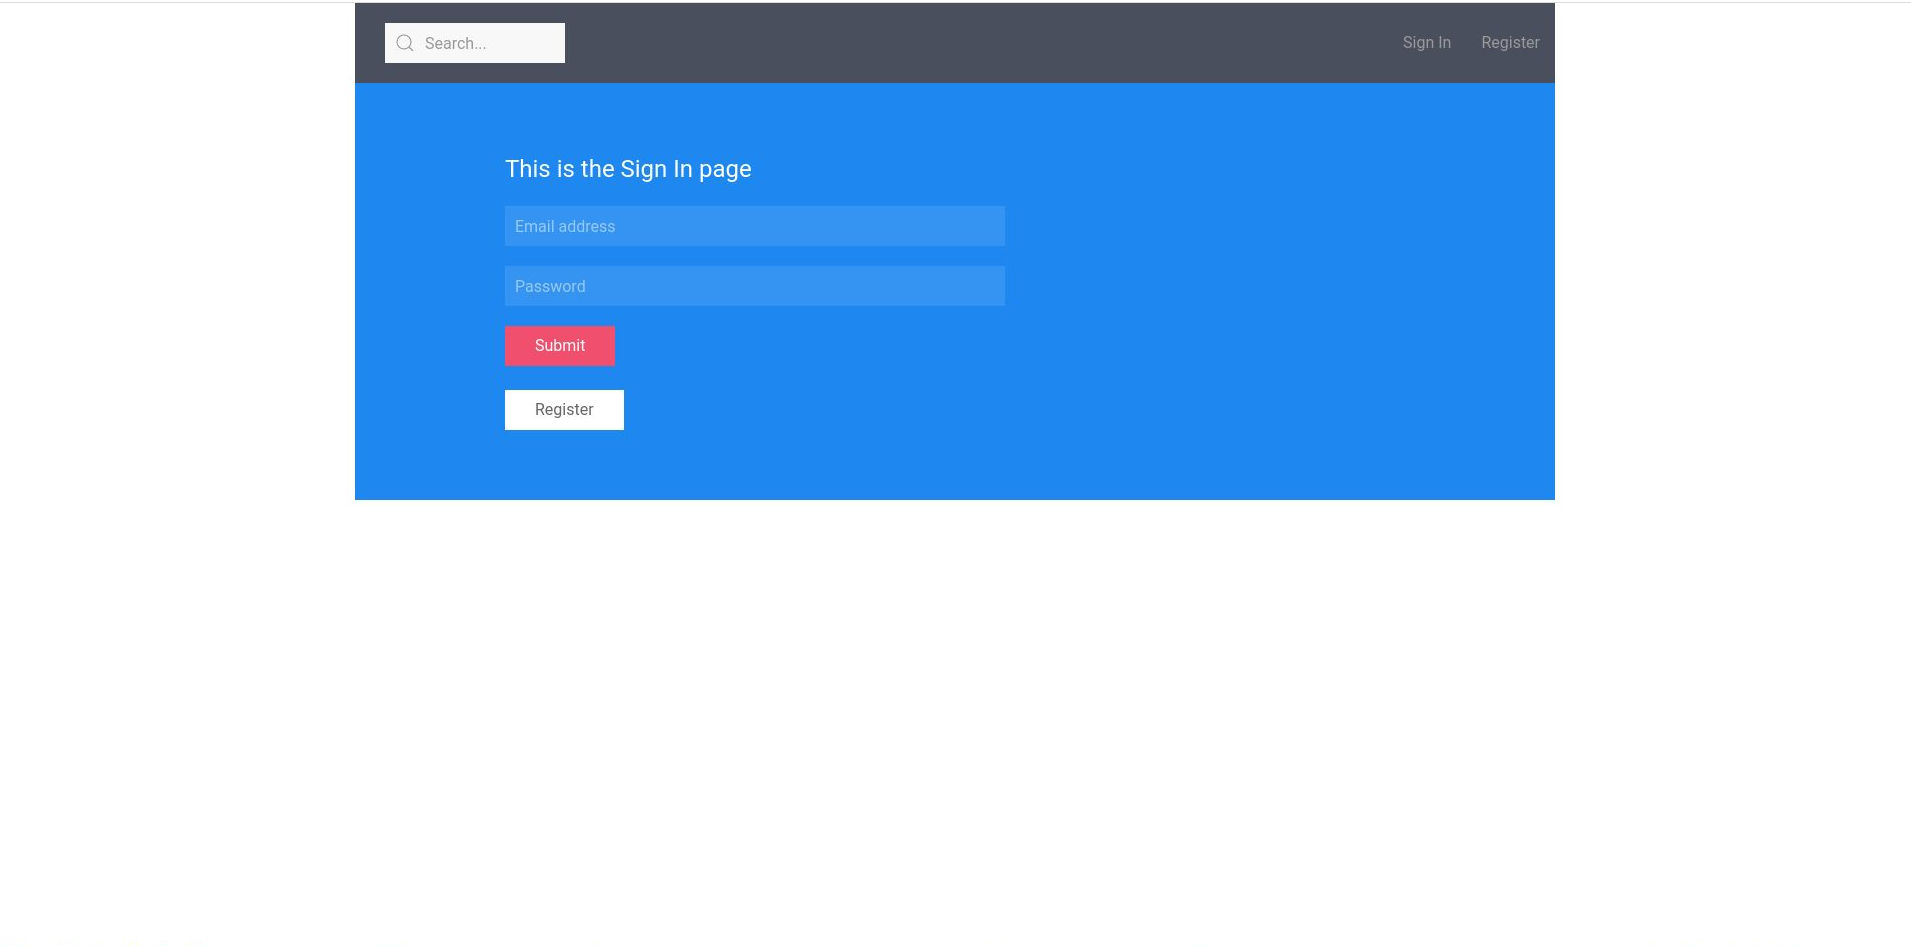 Search...
Sign In
Register
This is the Sign In page
Email address
Password
Submit
Register